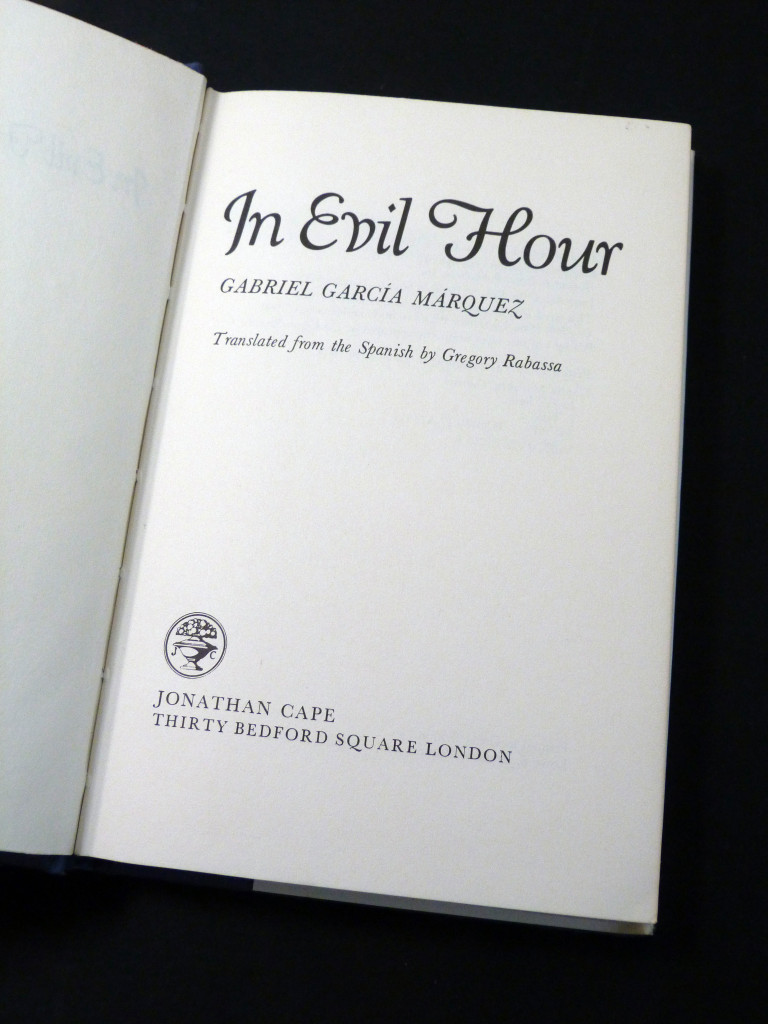 In Evil Hour
GABRIEL GARCÍA MÁRQUEZ
Translated from the Spanish by Gregory Rabassa
J C
JONATHAN CAPE
THIRTY BEDFORD SQUARE LONDON